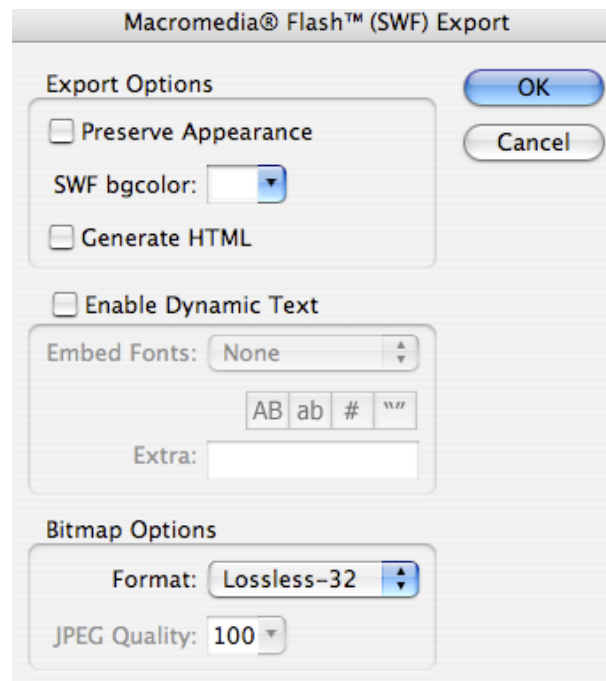 Macromedia® Flash™ (SWF) Export
Export Options
OK
Preserve Appearance
Cancel
SWF bgcolor:
Generate HTML
Enable Dynamic Text
Embed Fonts: None
AB ab # “”
Extra:
Bitmap Options
Format: Lossless-32
JPEG Quality: 100